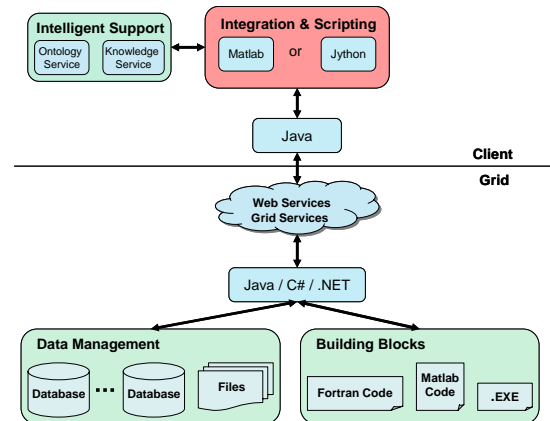 Intelligent Support
Ontology
Service
Knowledge
Service
Integration & Scripting
Matlab
or
Jython
Java
Client
Grid
Web Services
Grid Services
Java / C# / .NET
Data Management
Database
...
Database
Files
Building Blocks
Fortran Code
Matlab
Code
.EXE